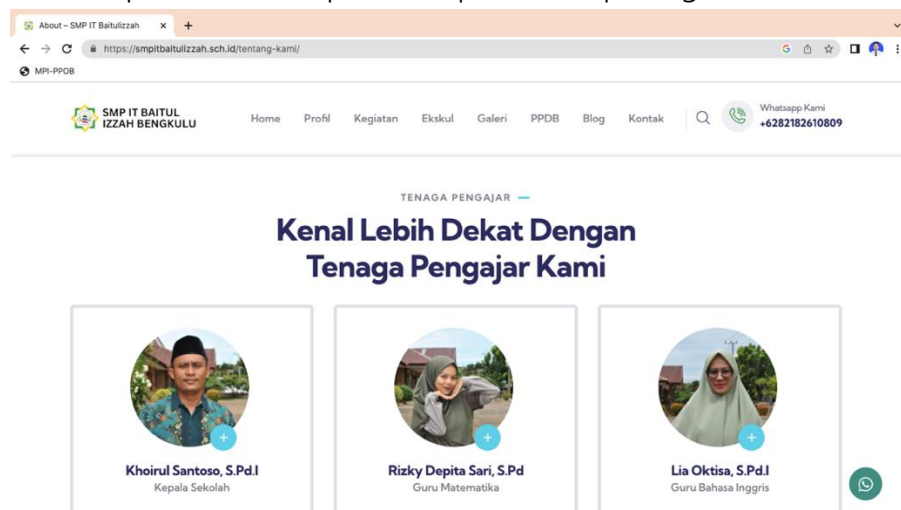 About – SMP IT Baitulizzah
https://smpitbaitulizzah.sch.id/tentang-kami/
MPI-PPOB
SMP IT BAITUL
IZZAH BENGKULU
Home Profil Kegiatan Ekskul Galeri PPDB Blog Kontak
Whatsapp Kami
+6282182610809
TENAGA PENGAJAR
Kenal Lebih Dekat Dengan
Tenaga Pengajar Kami
Khoirul Santoso, S.Pd.I
Kepala Sekolah
Rizky Depita Sari, S.Pd
Guru Matematika
Lia Oktisa, S.Pd.I
Guru Bahasa Inggris